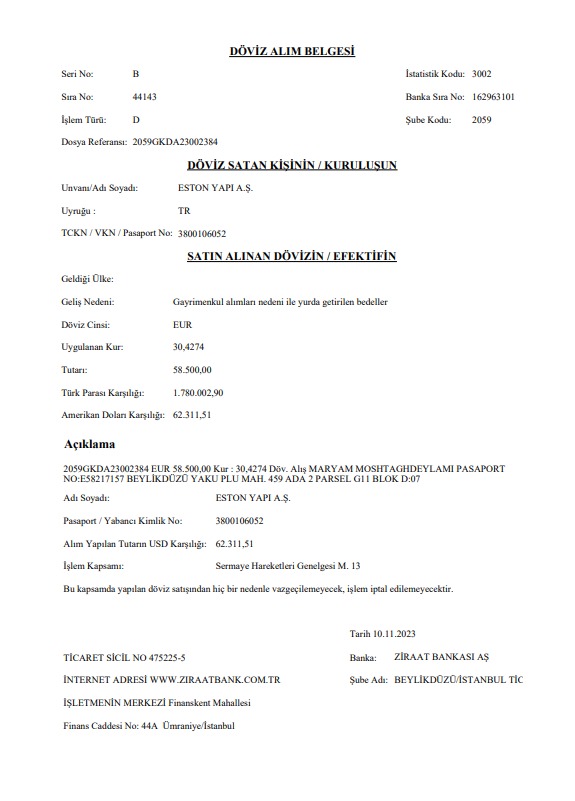 DÖVİZ ALIM BELGESİ
Seri No: B İstatistik Kodu: 3002
Sıra No: 44143 Banka Sıra No: 162963101
İşlem Türü: D Şube Kodu: 2059
Dosya Referansı: 2059GKDA23002384
DÖVİZ SATAN KİŞİNİN / KURULUŞUN
Unvanı/Adı Soyadı: ESTON YAPI A.Ş.
Uyruğu : TR
TCKN / VKN / Pasaport No: 3800106052
SATIN ALINAN DÖVİZİN / EFEKTİFİN
Geldiği Ülke:
Geliş Nedeni: Gayrimenkul alımları nedeni ile yurda getirilen bedeller
Döviz Cinsi: EUR
Uygulanan Kur: 30,4274
Tutarı: 58.500,00
Türk Parası Karşılığı: 1.780.002,90
Amerikan Doları Karşılığı: 62.311,51
Açıklama
2059GKDA23002384 EUR 58.500,00 Kur : 30,4274 Döv. Alış MARYAM MOSHTAGHDEYLAMI PASAPORT
NO:E58217157 BEYLİKDÜZÜ YAKU PLU MAH. 459 ADA 2 PARSEL G11 BLOK D:07
Adı Soyadı: ESTON YAPI A.Ş.
Pasaport / Yabancı Kimlik No: 3800106052
Alım Yapılan Tutarın USD Karşılığı: 62.311,51
İşlem Kapsamı: Sermaye Hareketleri Genelgesi M. 13
Bu kapsamda yapılan döviz satışından hiç bir nedenle vazgeçilemeyecek, işlem iptal edilemeyecektir.
Tarih 10.11.2023
TİCARET SİCİL NO 475225-5 Banka: ZİRAAT BANKASI AŞ
İNTERNET ADRESİ WWW.ZIRAATBANK.COM.TR Şube Adı: BEYLİKDÜZÜ/İSTANBUL TİC
İŞLETMENİN MERKEZİ Finanskent Mahallesi
Finans Caddesi No: 44A Ümraniye/İstanbul